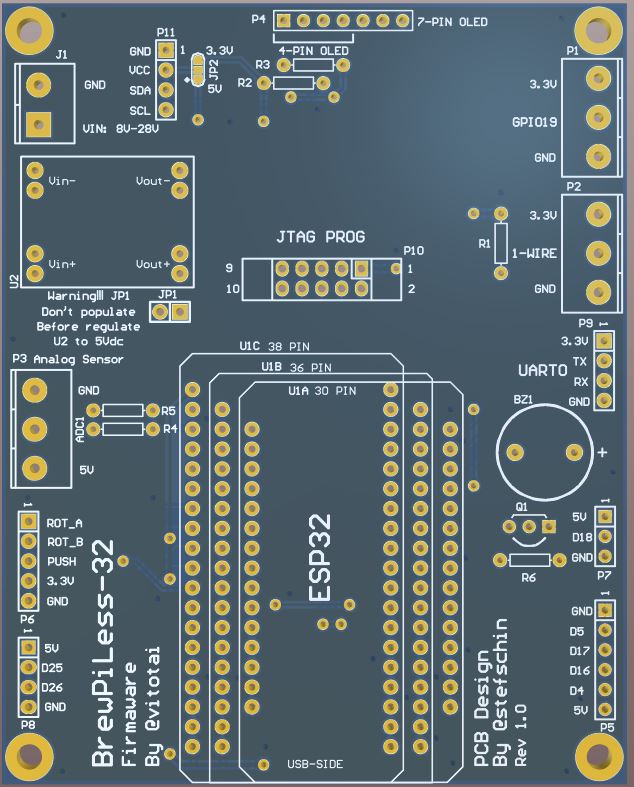 P4
7-PIN OLED
P11
GND
1
VCC
SDA
SCL
3.3V
JP2
5V
4-PIN OLED
R3
R2
J1
GND
VIN: 8V-28V
P1
3.3V
GPIO19
GND
Vin-
Vout-
Vin+
Vout+
U2
P2
3.3V
1-WIRE
GND
R1
JTAG PROG
P10
9
1
10
2
Warning!!! JP1
Don't populate
Before regulate
U2 to 5Vdc
JP1
P9
1
3.3V
TX
RX
GND
UART0
P3 Analog Sensor
GND
5V
ADC1
R5
R4
U1C 38 PIN
U1B 36 PIN
U1A 30 PIN
BZ1
+
Q1
R6
1
5V
D18
GND
P7
1
ROT_A
ROT_B
PUSH
3.3V
GND
P6
ESP32
1
5V
D25
D26
GND
P8
BrewPiLess-32
Firmaware
By @vitotai
PCB Design
By @stefschin
Rev 1.0
1
GND
D5
D17
D16
D4
5V
P5
USB-SIDE